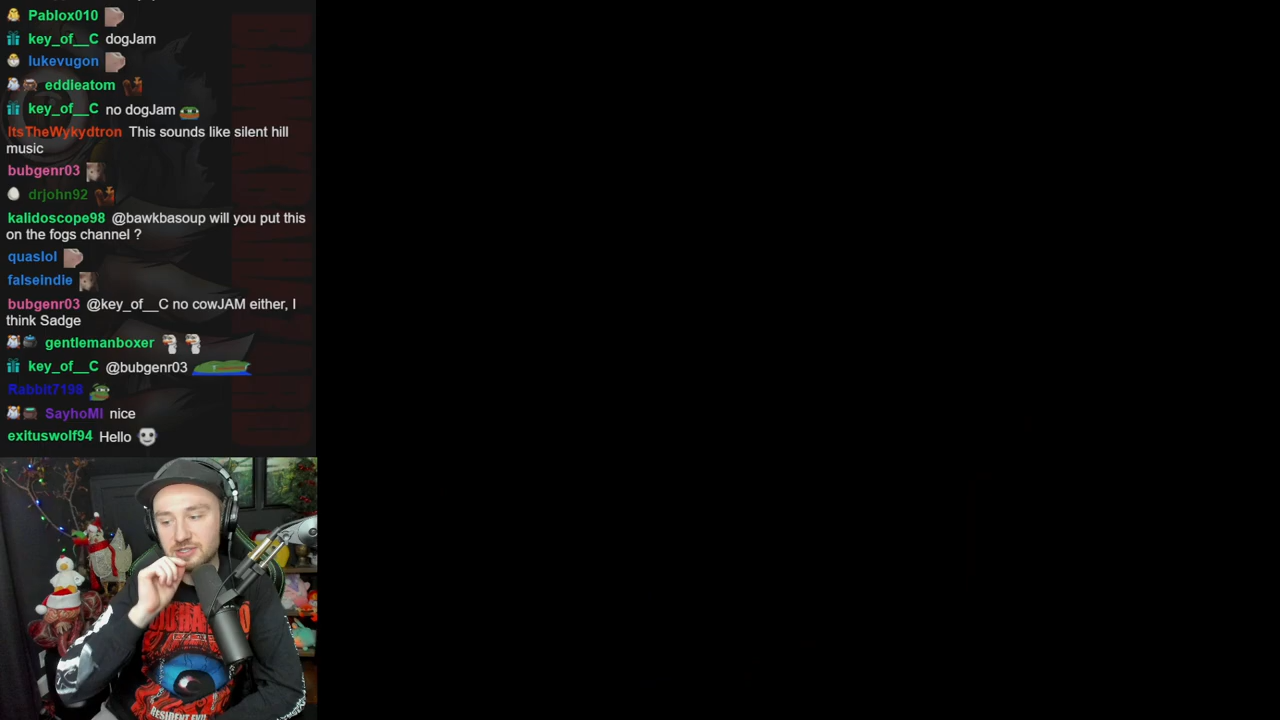 Pablox010
key_of__C dogJam
lukevugon
eddieatom
key_of__C no dogJam
ItsTheWykydtron This sounds like silent hill
music
bubgenr03
drjohn92
kalidoscope98 @bawkbasoup will you put this
on the fogs channel ?
quaslol
falseindie
bubgenr03 @key_of__C no cowJAM either, I
think Sadge
gentlemanboxer
key_of__C @bubgenr03
Rabbit7198
SayhoMI nice
exituswolf94 Hello
RESIDENT EVIL